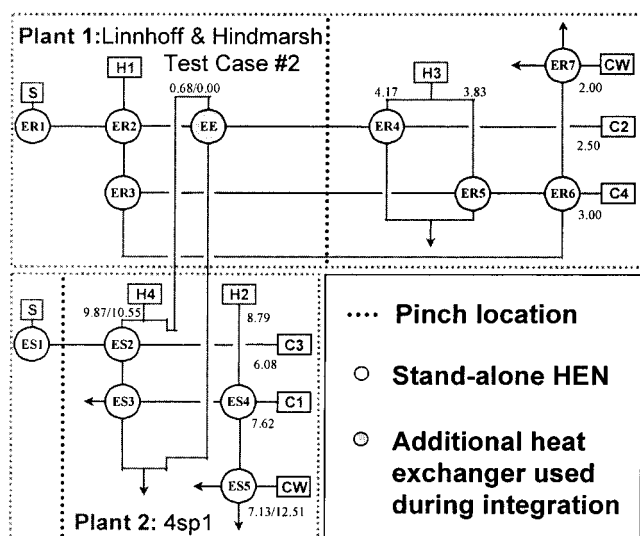 Plant 1:Linnhoff & Hindmarsh
Test Case #2
S
H1
0.68/0.00
H3
4.17
3.83
ER7
CW
2.00
ER1
ER2
EE
ER4
C2
2.50
ER3
ER5
ER6
C4
3.00
S
H4
9.87/10.55
H2
8.79
ES1
ES2
C3
6.08
ES3
ES4
C1
7.62
ES5
CW
7.13/12.51
Plant 2: 4sp1
Pinch location
Stand-alone HEN
Additional heat
exchanger used
during integration